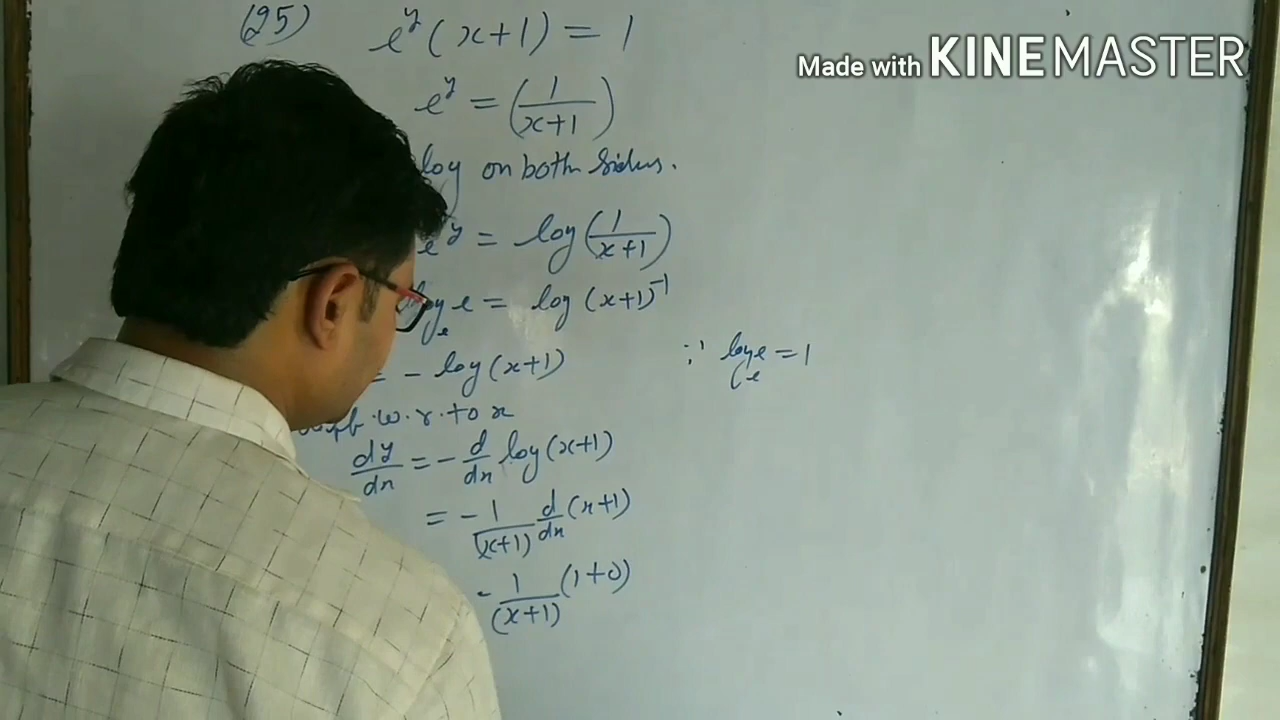 (25) e^y (x+1) = 1
Made with KINEMASTER
e^y = (1/(x+1))
log on both sides.
e^y = log (1/(x+1))
log_e e = log (x+1)^-1
= - log (x+1)
∵ log_e e = 1
w.r.to x
dy/dx = - d/dx log (x+1)
= - 1/(x+1) d/dx (x+1)
- 1/(x+1) (1+0)